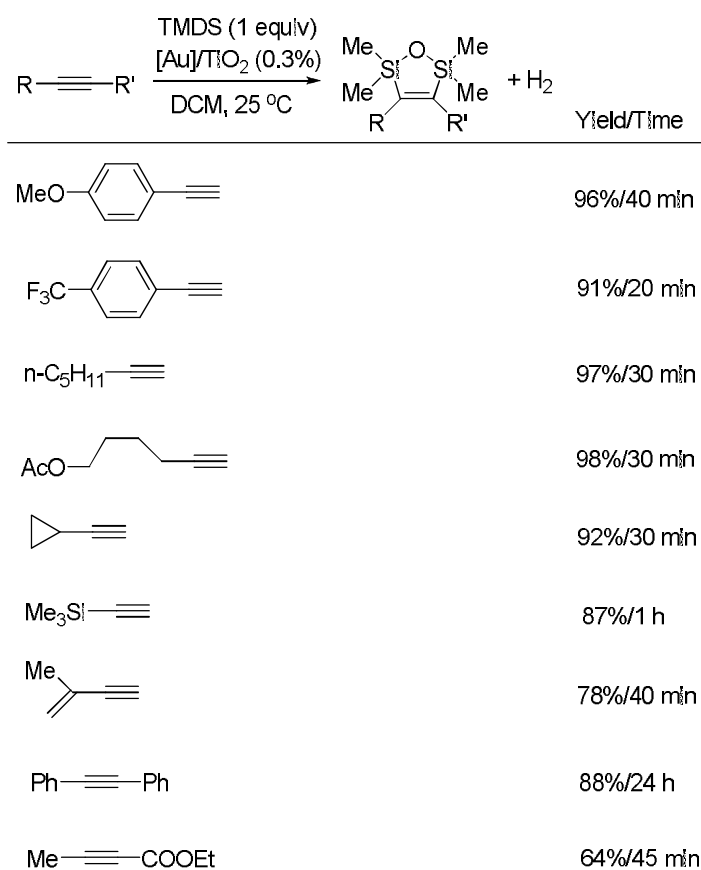 TMDS (1 equiv)
[Au]/TiO2 (0.3%)
DCM, 25 ºC
R R'
Me O Me
Si Si
Me Me
R R'
+ H2
Yield/Time
MeO 96%/40 min
F3C 91%/20 min
n-C5H11 97%/30 min
AcO 98%/30 min
92%/30 min
Me3Si 87%/1 h
Me
78%/40 min
Ph Ph 88%/24 h
Me COOEt 64%/45 min